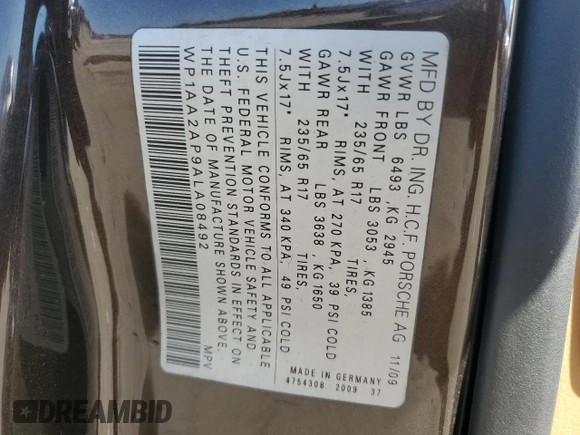 MFD BY DR. ING. H.C.F. PORSCHE AG 11/09
GVWR LBS 6493 ,KG 2945
GAWR FRONT LBS 3053 , KG 1385
WITH 235/65 R17 TIRES,
7.5Jx17" RIMS, AT 270 KPA, 39 PSI COLD
GAWR REAR LBS 3638 , KG 1650
WITH 235/65 R17 TIRES,
7.5Jx17" RIMS, AT 340 KPA, 49 PSI COLD
THIS VEHICLE CONFORMS TO ALL APPLICABLE
U.S. FEDERAL MOTOR VEHICLE SAFETY AND
THEFT PREVENTION STANDARDS IN EFFECT ON
THE DATE OF MANUFACTURE SHOWN ABOVE.
WP1AA2AP9ALA08492 MPV
MADE IN GERMANY
4754308 2009 37
DREAMBID